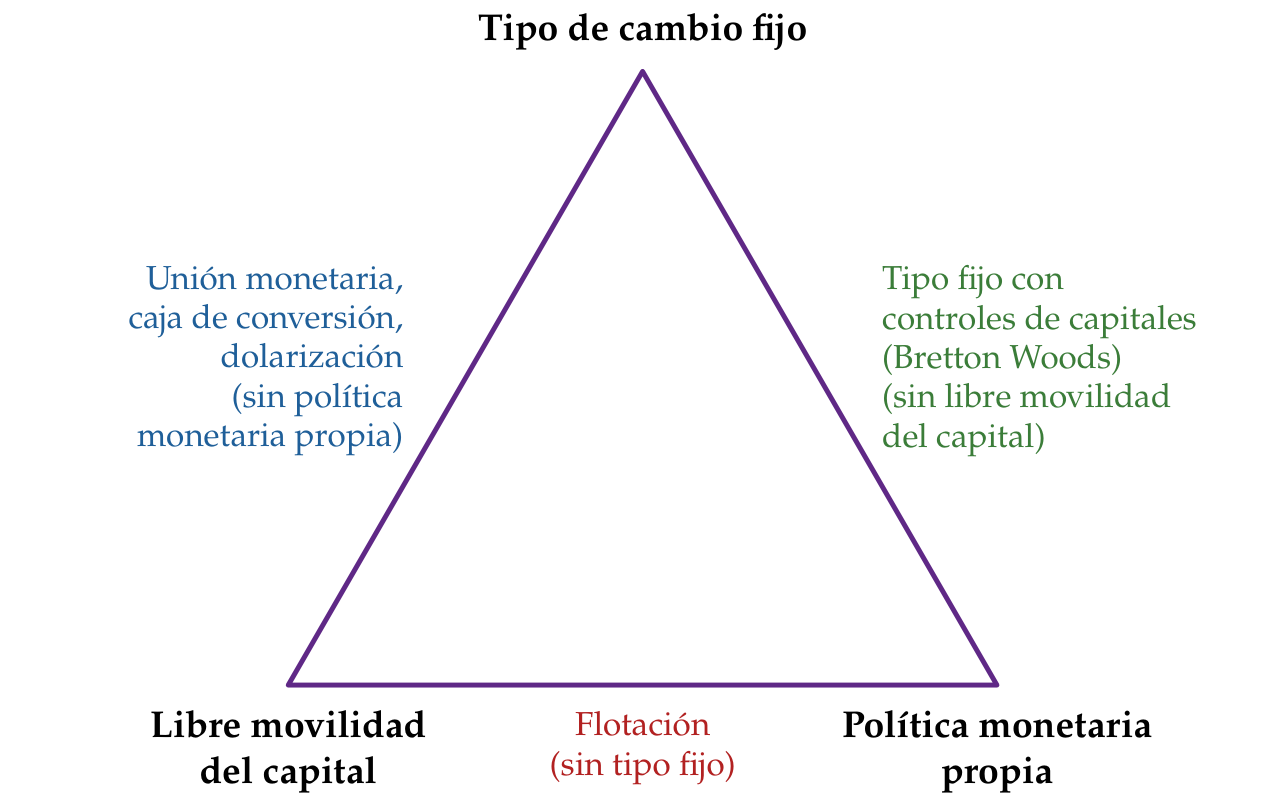 Tipo de cambio fijo
Unión monetaria,
caja de conversión,
dolarización
(sin política
monetaria propia)
Tipo fijo con
controles de capitales
(Bretton Woods)
(sin libre movilidad
del capital)
Libre movilidad
del capital
Flotación
(sin tipo fijo)
Política monetaria
propia